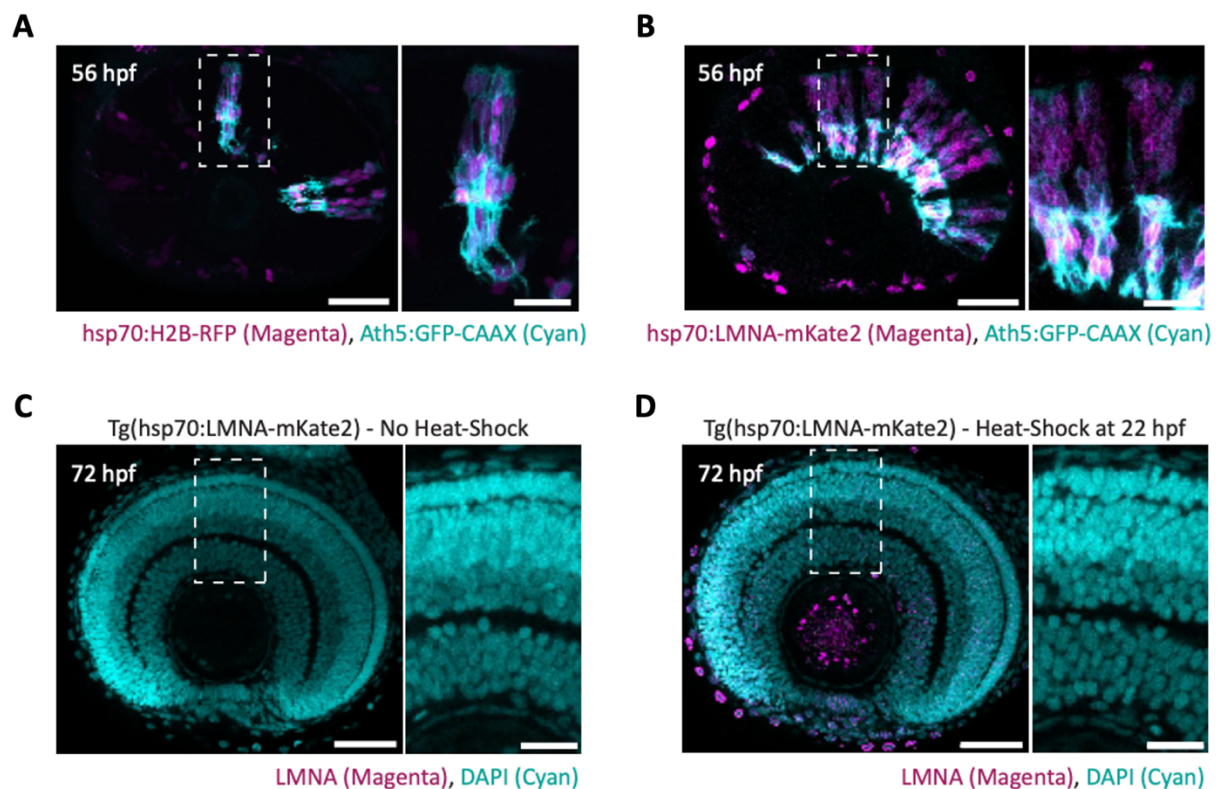 A
B
56 hpf
56 hpf
hsp70:H2B-RFP (Magenta), Ath5:GFP-CAAX (Cyan)
hsp70:LMNA-mKate2 (Magenta), Ath5:GFP-CAAX (Cyan)
C
D
Tg(hsp70:LMNA-mKate2) - No Heat-Shock
Tg(hsp70:LMNA-mKate2) - Heat-Shock at 22 hpf
72 hpf
72 hpf
LMNA (Magenta), DAPI (Cyan)
LMNA (Magenta), DAPI (Cyan)